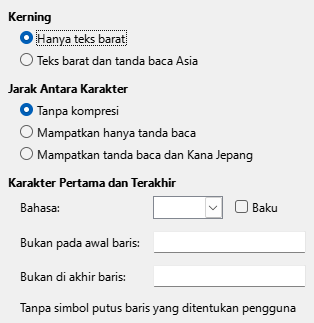 Kerning
Hanya teks barat
Teks barat dan tanda baca Asia
Jarak Antara Karakter
Tanpa kompresi
Mampatkan hanya tanda baca
Mampatkan tanda baca dan Kana Jepang
Karakter Pertama dan Terakhir
Bahasa: Baku
Bukan pada awal baris:
Bukan di akhir baris:
Tanpa simbol putus baris yang ditentukan pengguna